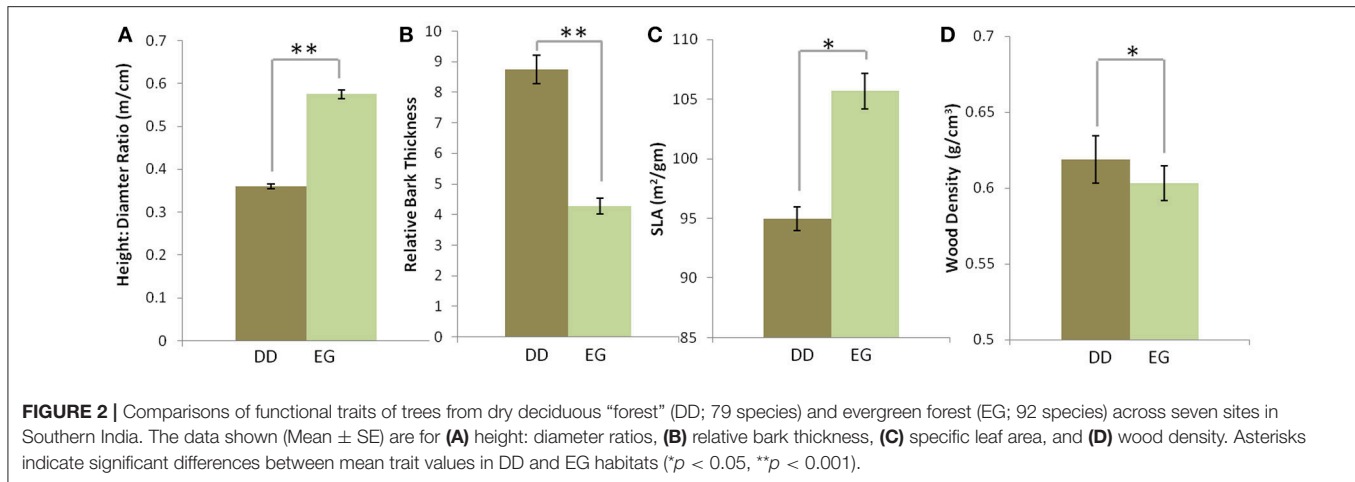 A
0.7
0.6
0.5
0.4
0.3
0.2
0.1
0
Height: Diamter Ratio (m/cm)
**
DD EG
B
10
9
8
7
6
5
4
3
2
1
0
Relative Bark Thickness
**
DD EG
C
110
105
100
95
90
85
SLA (m²/gm)
*
DD EG
D
0.7
0.6
0.5
Wood Density (g/cm³)
*
DD EG
FIGURE 2 | Comparisons of functional traits of trees from dry deciduous “forest” (DD; 79 species) and evergreen forest (EG; 92 species) across seven sites in
Southern India. The data shown (Mean ± SE) are for (A) height: diameter ratios, (B) relative bark thickness, (C) specific leaf area, and (D) wood density. Asterisks
indicate significant differences between mean trait values in DD and EG habitats (*p < 0.05, **p < 0.001).